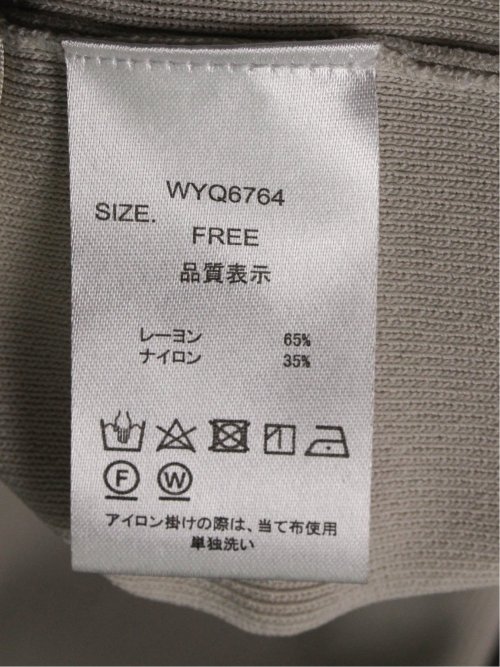 WYQ6764
SIZE.
FREE
品質表示
レーヨン 65%
ナイロン 35%
F W
アイロン掛けの際は、当て布使用
単独洗い